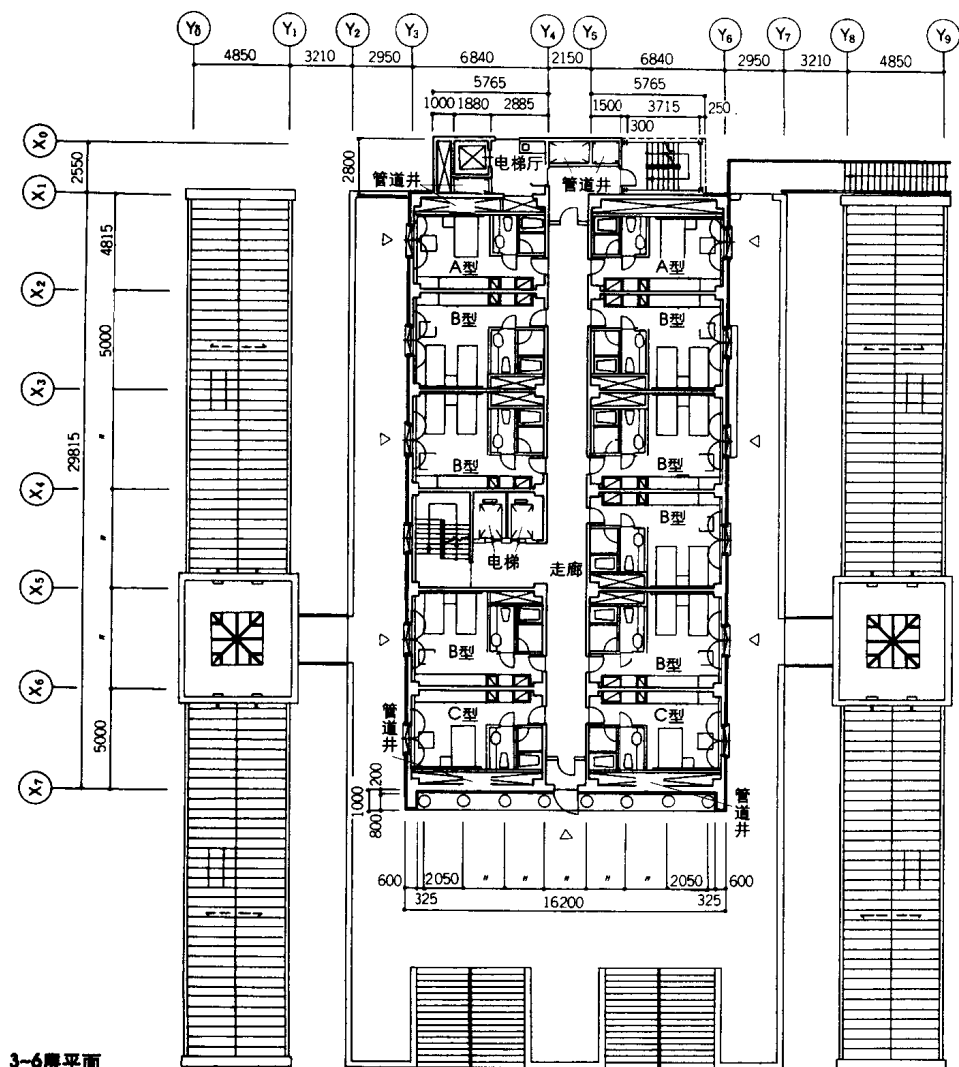 Y0 Y1 Y2 Y3 Y4 Y5 Y6 Y7 Y8 Y9
4850 3210 2950 6840 2150 6840 2950 3210 4850
5765 5765
1000 1880 2885 1500 3715 250
300
X0
2550
2800
电梯厅
管道井 管道井
X1
4815
A型 A型
X2
B型 B型
5000
X3
29815
〃
B型 B型
X4
B型
〃
电梯 走廊
X5
〃
B型 B型
X6
管道井
C型 C型
5000
X7
200
1000
800
管道井
600 2050 〃 〃 〃 〃 〃 2050 600
325 325
16200
3~6层平面